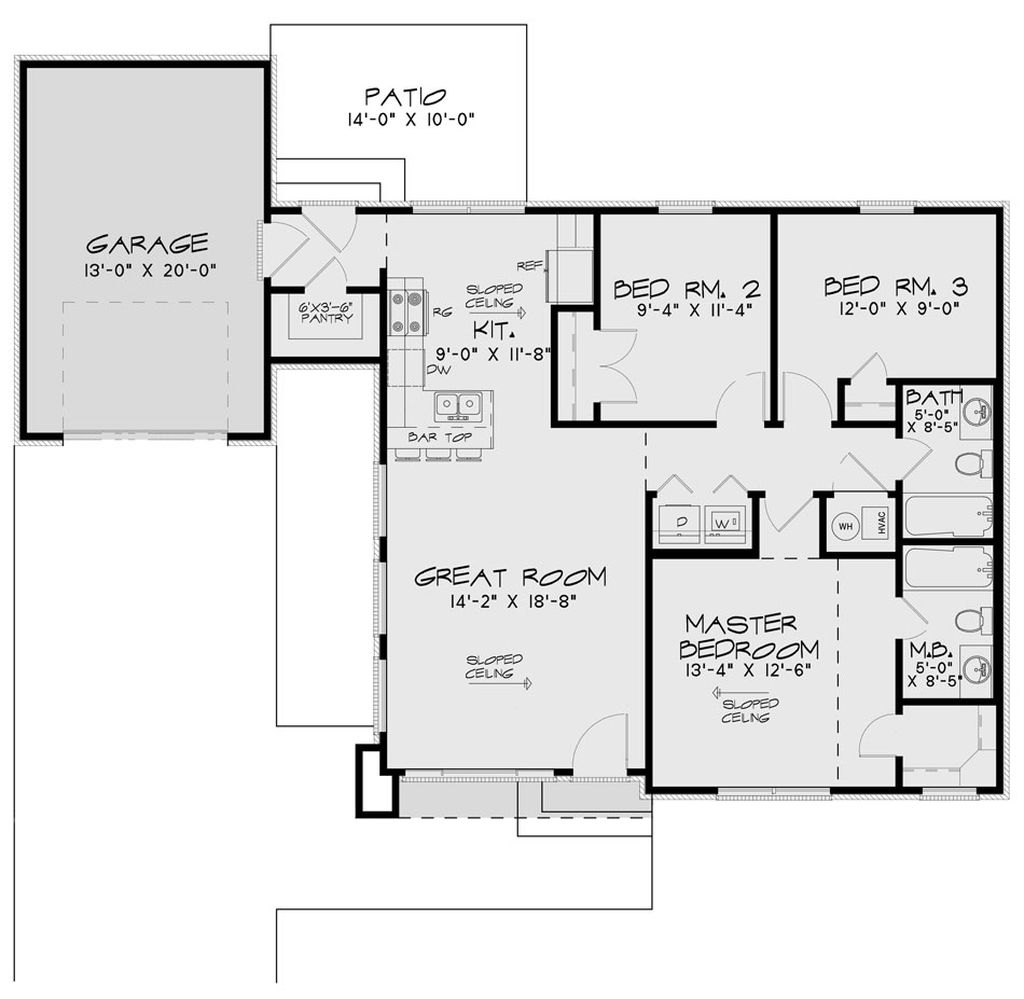 PATIO
14'-0" X 10'-0"
GARAGE
13'-0" X 20'-0"
6'X3'-6"
PANTRY
REF
SLOPED
CEILING
RG
KIT.
9'-0" X 11'-8"
DW
BAR TOP
BED RM. 2
9'-4" X 11'-4"
BED RM. 3
12'-0" X 9'-0"
BATH
5'-0"
X 8'-5"
D
W
WH
HVAC
GREAT ROOM
14'-2" X 18'-8"
SLOPED
CEILING
MASTER
BEDROOM
13'-4" X 12'-6"
SLOPED
CEILING
M.B.
5'-0"
X 8'-5"